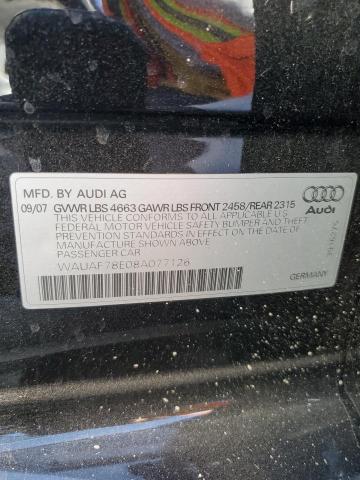 MFD. BY AUDI AG
09/07 GVWR LBS 4663 GAWR LBS FRONT 2458/REAR 2315
THIS VEHICLE CONFORMS TO ALL APPLICABLE U.S.
FEDERAL MOTOR VEHICLE SAFETY BUMPER AND THEFT
PREVENTION STANDARDS IN EFFECT ON THE DATE OF
MANUFACTURE SHOWN ABOVE
PASSENGER CAR
WAUAF78E08A077126
Audi
GERMANY